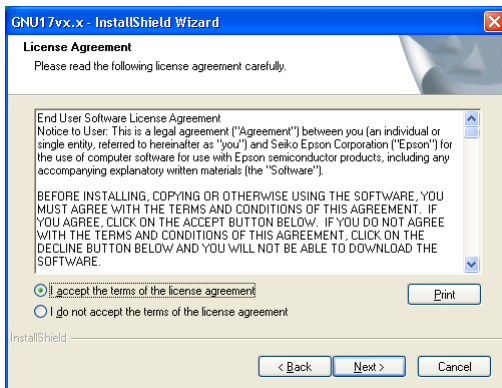 GNU17vx.x - InstallShield Wizard
License Agreement
Please read the following license agreement carefully.
End User Software License Agreement
Notice to User: This is a legal agreement ("Agreement") between you (an individual or
single entity, referred to hereinafter as "you") and Seiko Epson Corporation ("Epson") for
the use of computer software for use with Epson semiconductor products, including any
accompanying explanatory written materials (the "Software").
BEFORE INSTALLING, COPYING OR OTHERWISE USING THE SOFTWARE, YOU
MUST AGREE WITH THE TERMS AND CONDITIONS OF THIS AGREEMENT. IF
YOU AGREE, CLICK ON THE ACCEPT BUTTON BELOW. IF YOU DO NOT AGREE
WITH THE TERMS AND CONDITIONS OF THIS AGREEMENT, CLICK ON THE
DECLINE BUTTON BELOW AND YOU WILL NOT BE ABLE TO DOWNLOAD THE
SOFTWARE.
I accept the terms of the license agreement
Print
I do not accept the terms of the license agreement
InstallShield
< Back
Next >
Cancel